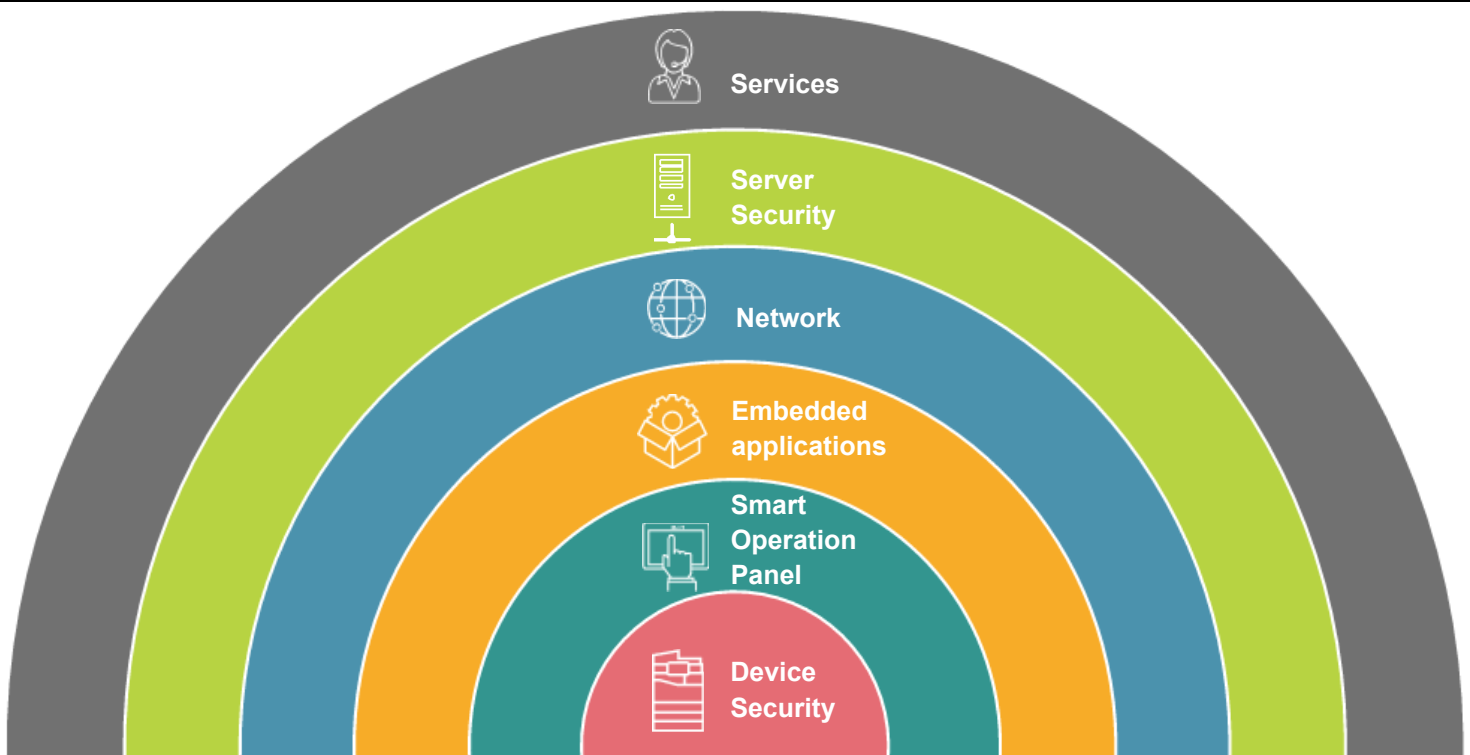 Services
Server
Security
Network
Embedded
applications
Smart
Operation
Panel
Device
Security